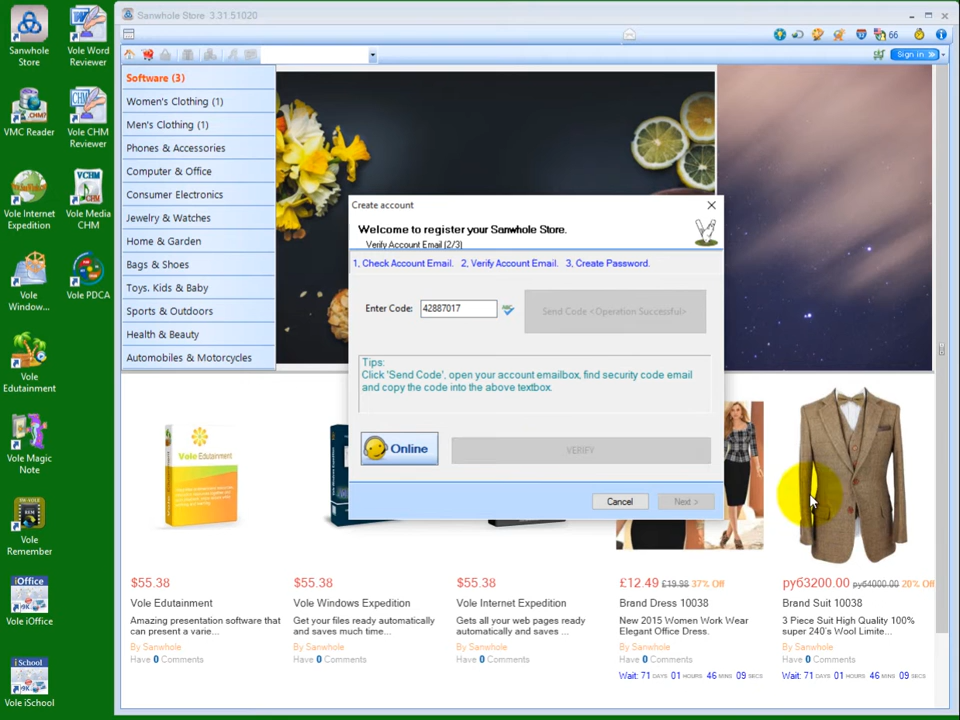 Sanwhole Store
Vole Word Reviewer
VMC Reader
Vole CHM Reviewer
Vole Internet Expedition
Vole Media CHM
Vole Window...
Vole PDCA
Vole Edutainment
Vole Magic Note
Vole Remember
iOffice
Vole iOffice
iSchool
Vole iSchool
Sanwhole Store 3.31.51020
66
Sign in
Software (3)
Women's Clothing (1)
Men's Clothing (1)
Phones & Accessories
Computer & Office
Consumer Electronics
Jewelry & Watches
Home & Garden
Bags & Shoes
Toys. Kids & Baby
Sports & Outdoors
Health & Beauty
Automobiles & Motorcycles
Create account
Welcome to register your Sanwhole Store.
Verify Account Email (2/3)
1, Check Account Email. 2, Verify Account Email. 3, Create Password.
Enter Code: 42887017
Send Code <Operation Successful>
Tips:
Click 'Send Code', open your account emailbox, find security code email
and copy the code into the above textbox.
Online
VERIFY
Cancel
Next >
Vole Edutainment
$55.38
Vole Edutainment
Amazing presentation software that
can present a varie...
By Sanwhole
Have 0 Comments
$55.38
Vole Windows Expedition
Get your files ready automatically
and saves much time...
By Sanwhole
Have 0 Comments
$55.38
Vole Internet Expedition
Gets all your web pages ready
automatically and saves ...
By Sanwhole
Have 0 Comments
£12.49 £19.98 37% Off
Brand Dress 10038
New 2015 Women Work Wear
Elegant Office Dress.
By Sanwhole
Have 0 Comments
Wait: 71 DAYS 01 HOURS 46 MINS 09 SECS
руб3200.00 руб4000.00 20% Off
Brand Suit 10038
3 Piece Suit High Quality 100%
super 240's Wool Limite...
By Sanwhole
Have 0 Comments
Wait: 71 DAYS 01 HOURS 46 MINS 09 SECS